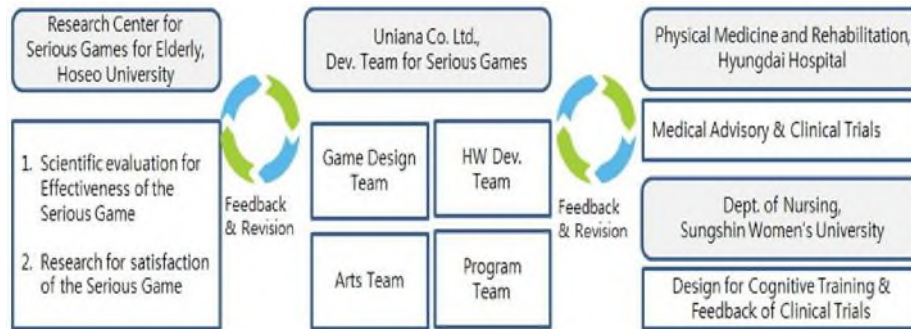 Research Center for
Serious Games for Elderly,
Hoseo University
1. Scientific evaluation for
Effectiveness of the
Serious Game
2. Research for satisfaction
of the Serious Game
Feedback
& Revision
Uniana Co. Ltd.,
Dev. Team for Serious Games
Game Design
Team
HW Dev.
Team
Arts Team
Program
Team
Feedback
& Revision
Physical Medicine and Rehabilitation,
Hyungdai Hospital
Medical Advisory & Clinical Trials
Dept. of Nursing,
Sungshin Women's University
Design for Cognitive Training &
Feedback of Clinical Trials